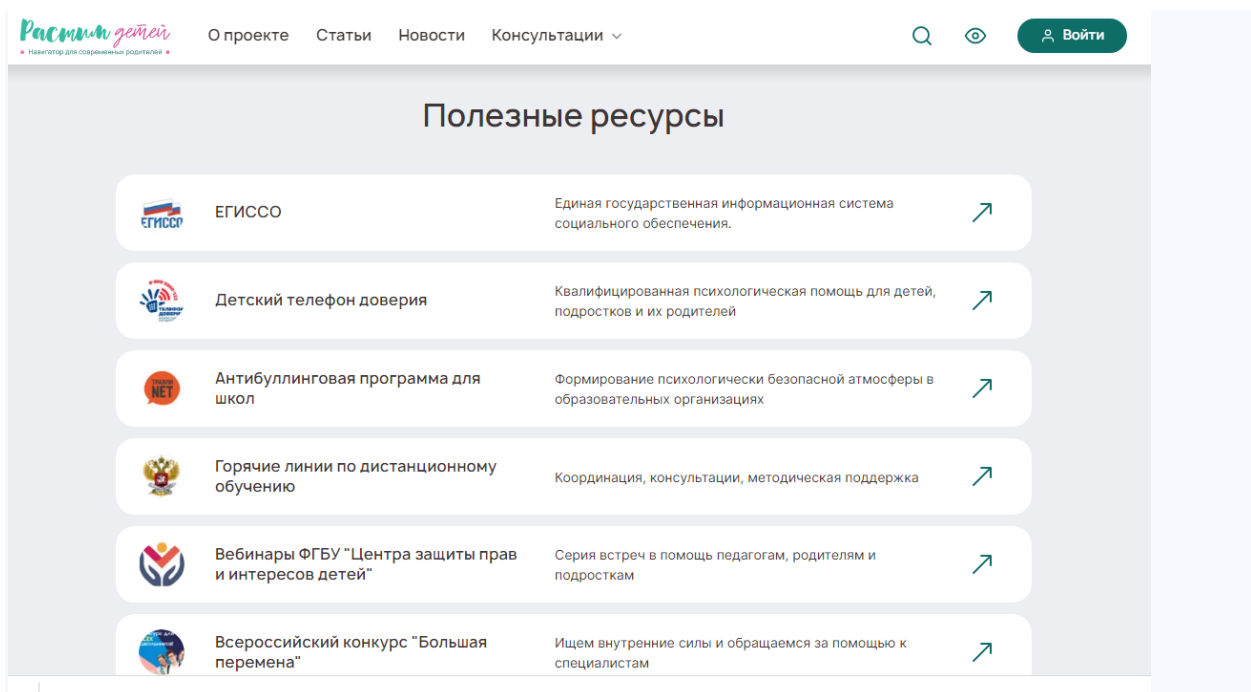 Растим детей
Навигатор для современных родителей
О проекте Статьи Новости Консультации
Войти
Полезные ресурсы
ЕГИССО
ЕГИССО
Единая государственная информационная система
социального обеспечения.
ТЕЛЕФОН
ДОВЕРИЯ
Детский телефон доверия
Квалифицированная психологическая помощь для детей,
подростков и их родителей
ТРАВЛИ
NET
Антибуллинговая программа для
школ
Формирование психологически безопасной атмосферы в
образовательных организациях
Горячие линии по дистанционному
обучению
Координация, консультации, методическая поддержка
Вебинары ФГБУ "Центра защиты прав
и интересов детей"
Серия встреч в помощь педагогам, родителям и
подросткам
Всероссийский конкурс "Большая
перемена"
Ищем внутренние силы и обращаемся за помощью к
специалистам